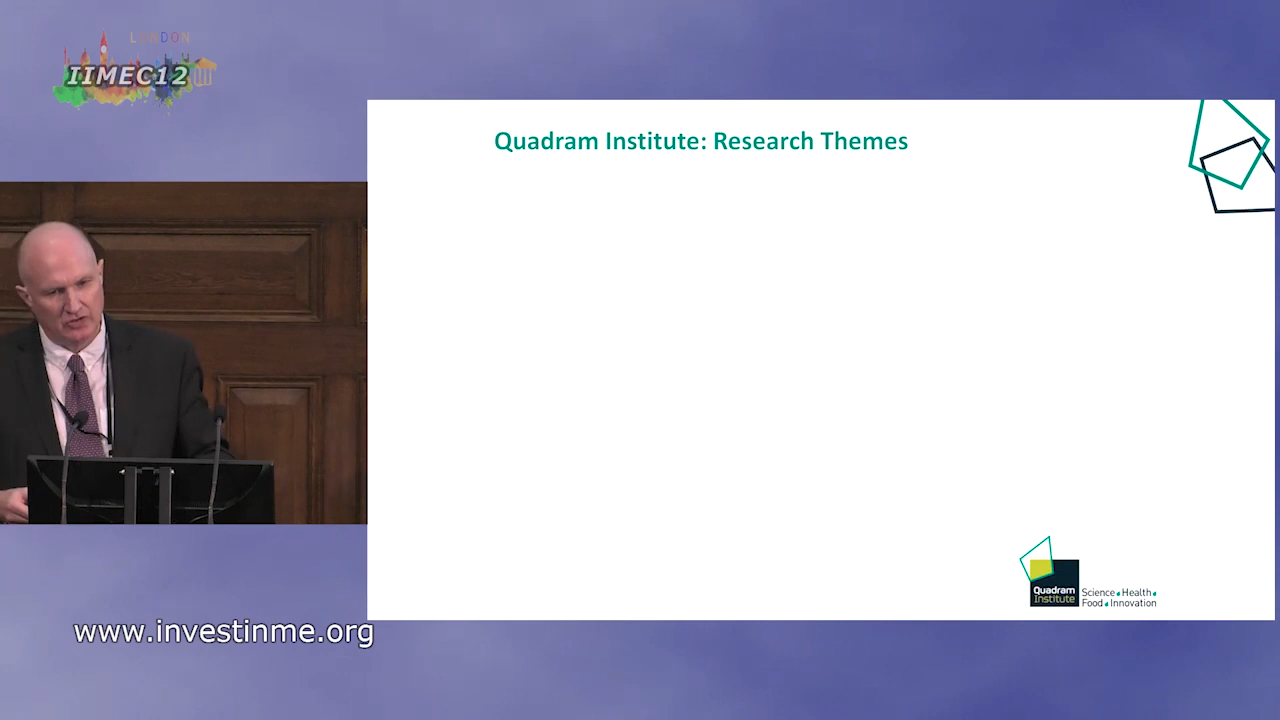 LONDON
IIMEC12
Quadram Institute: Research Themes
Quadram
Institute
Science Health
Food Innovation
www.investinme.org